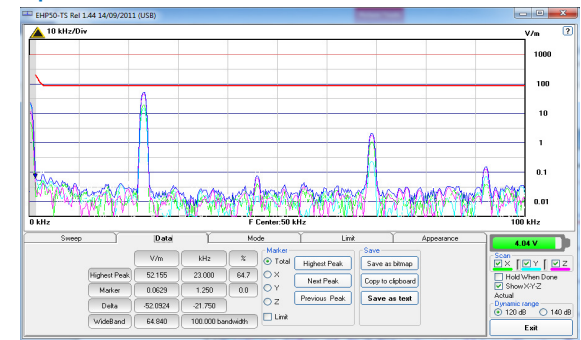 EHP50-TS Rel 1.44 14/09/2011 (USB)
10 kHz/Div
V/m
?
1000
100
10
1
0.1
0.01
0 kHz
F Center:50 kHz
100 kHz
Sweep
Data
Mode
Limit
Appearance
V/m kHz %
Highest Peak 52.155 23.000 64.7
Marker 0.0629 1.250 0.0
Delta -52.0924 -21.750
WideBand 64.840 100.000 bandwidth
Marker
Total
X
Y
Z
Limit
Highest Peak
Next Peak
Previous Peak
Save
Save as bitmap
Copy to clipboard
Save as text
4.04 V
Scan
X Y Z
Hold When Done
Show X-Y-Z
Actual
Dynamic range
120 dB 140 dB
Exit